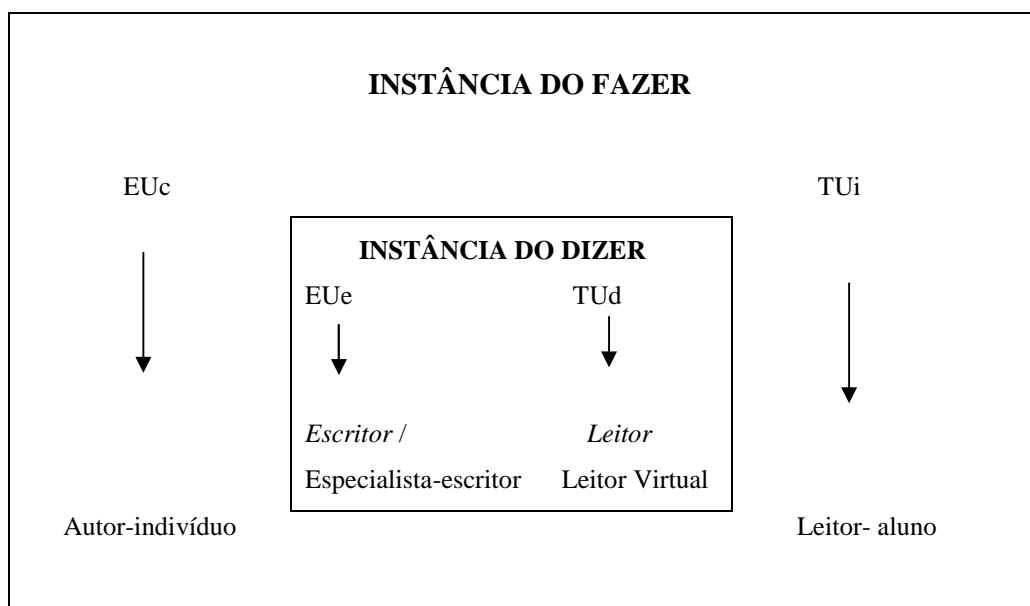 INSTÂNCIA DO FAZER
EUc TUi
INSTÂNCIA DO DIZER
EUe TUd
Escritor / Leitor
Especialista-escritor Leitor Virtual
Autor-indivíduo Leitor- aluno